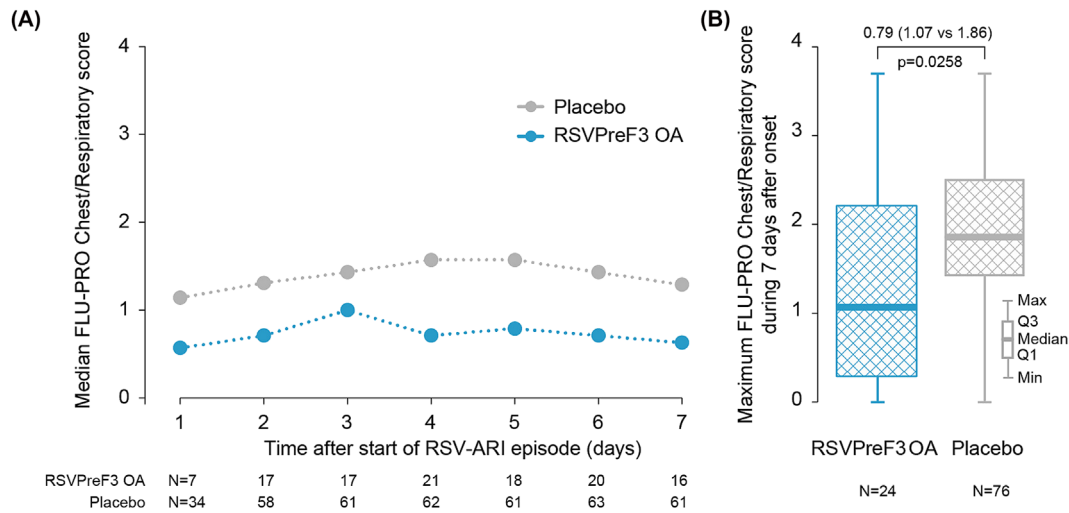 (A)
Median FLU-PRO Chest/Respiratory score
4
3
2
1
0
Placebo
RSVPreF3 OA
1 2 3 4 5 6 7
Time after start of RSV-ARI episode (days)
RSVPreF3 OA N=7 17 17 21 18 20 16
Placebo N=34 58 61 62 61 63 61
(B)
Maximum FLU-PRO Chest/Respiratory score
during 7 days after onset
0.79 (1.07 vs 1.86)
p=0.0258
4
3
2
1
0
Max
Q3
Median
Q1
Min
RSVPreF3 OA Placebo
N=24 N=76